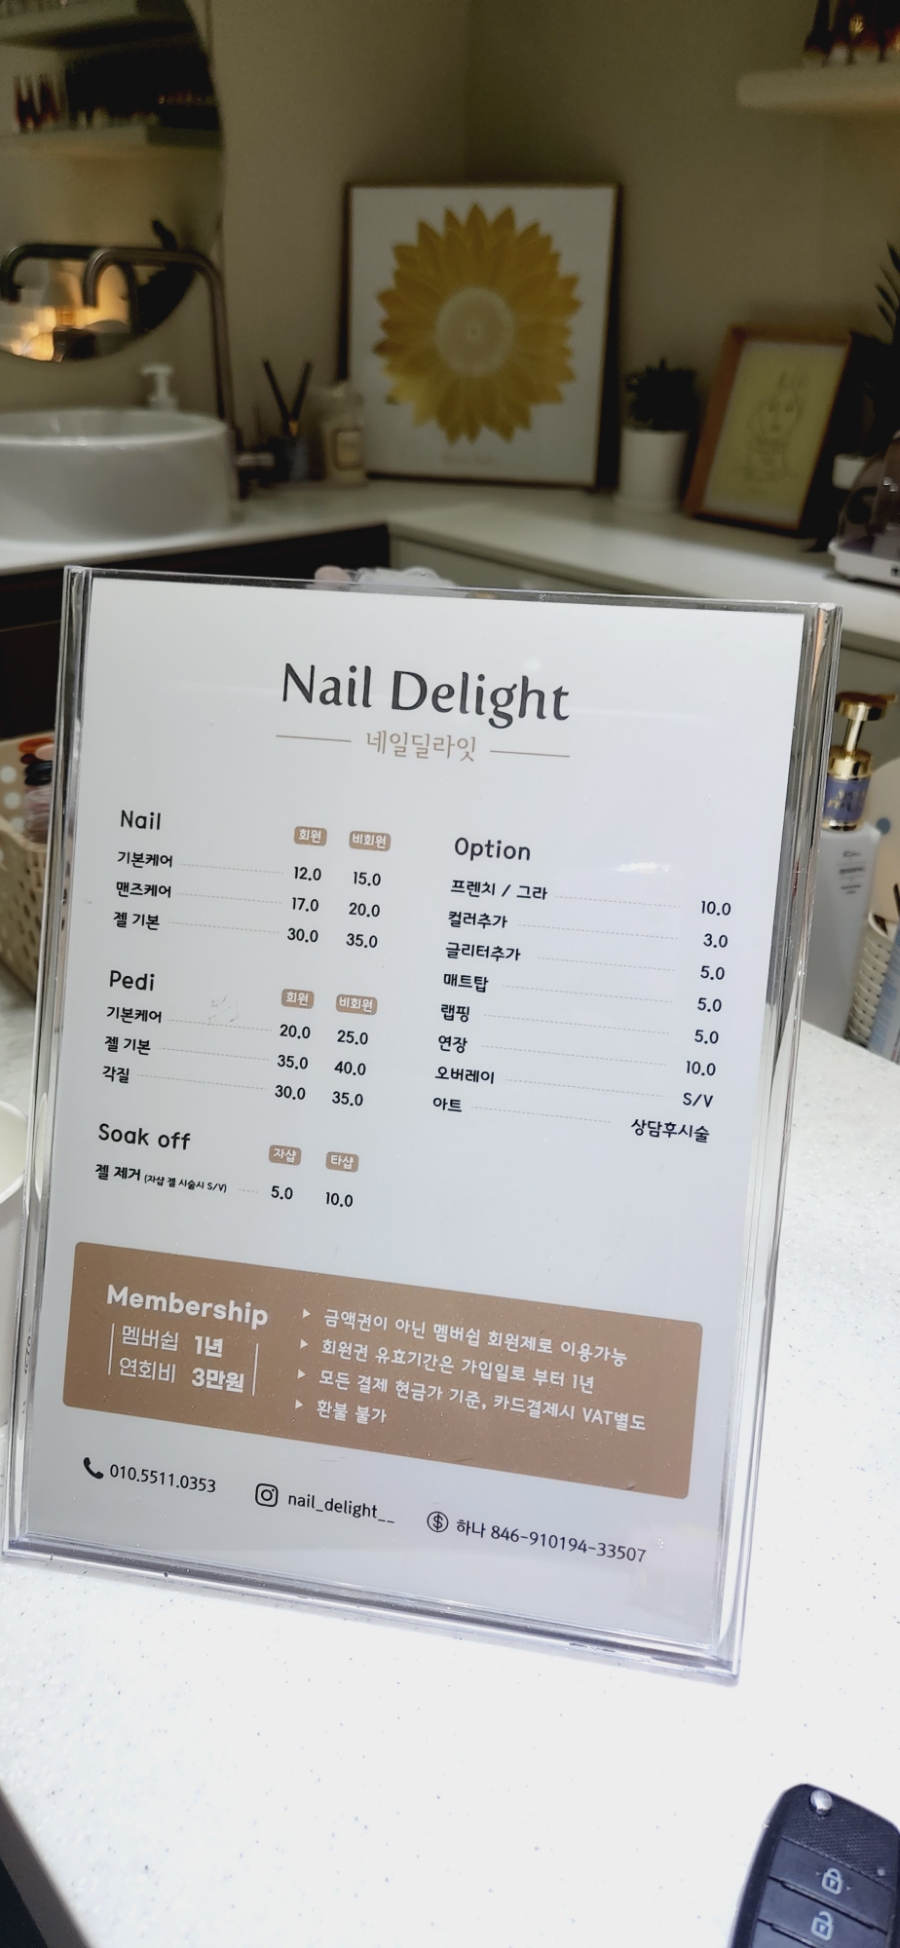 Nail Delight
네일딜라잇
Nail 회원 비회원
기본케어 12.0 15.0
맨즈케어 17.0 20.0
젤 기본 30.0 35.0
Pedi 회원 비회원
기본케어 20.0 25.0
젤 기본 35.0 40.0
각질 30.0 35.0
Soak off 자샵 타샵
젤 제거 (자샵 젤 시술시 S/V) 5.0 10.0
Option
프렌치 / 그라 10.0
컬러추가 3.0
글리터추가 5.0
매트탑 5.0
랩핑 5.0
연장 10.0
오버레이 S/V
아트 상담후시술
Membership
멤버쉽 1년
연회비 3만원
▸ 금액권이 아닌 멤버쉽 회원제로 이용가능
▸ 회원권 유효기간은 가입일로 부터 1년
▸ 모든 결제 현금가 기준, 카드결제시 VAT별도
▸ 환불 불가
010.5511.0353
nail_delight__
하나 846-910194-33507